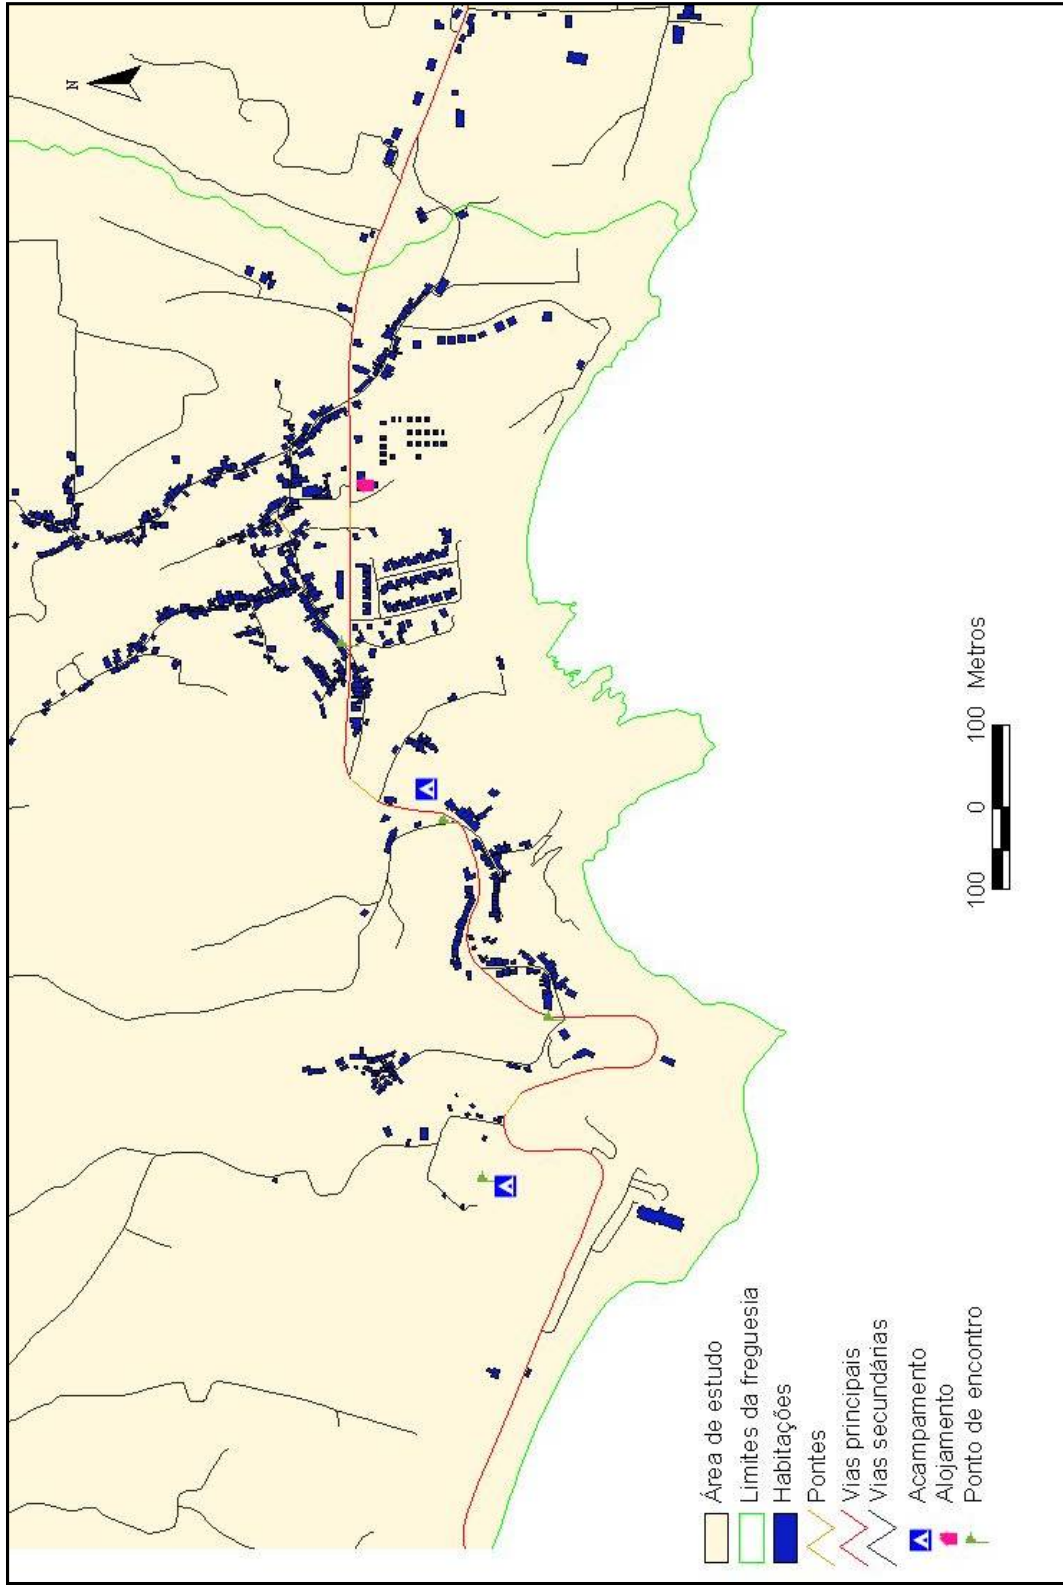 N
Área de estudo
Limites da freguesia
Habitações
Pontes
Vias principais
Vias secundárias
Acampamento
Alojamento
Ponto de encontro
100 0 100 Metros